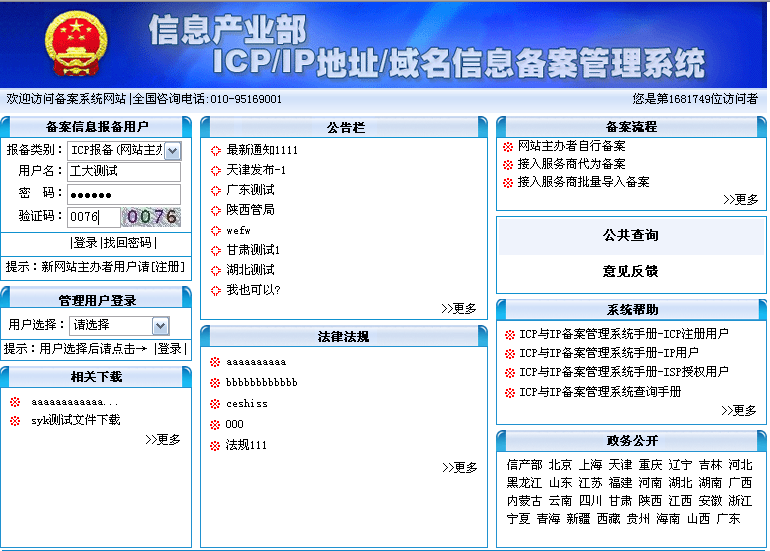 信息产业部
ICP/IP地址/域名信息备案管理系统
欢迎访问备案系统网站|全国咨询电话:010-95169001
您是第1681749位访问者
备案信息报备用户
报备类别： ICP报备(网站主办
用户名： 工大测试
密 码： ●●●●●●
验证码： 0076 0076
|登录|找回密码|
提示：新网站主办者用户请[注册]
管理用户登录
用户选择： 请选择
提示：用户选择后请点击→ |登录|
相关下载
aaaaaaaaaaaa...
syk测试文件下载
>>更多
公告栏
最新通知1111
天津发布-1
广东测试
陕西管局
wefw
甘肃测试1
湖北测试
我也可以?
>>更多
法律法规
aaaaaaaaaa
bbbbbbbbbbbb
ceshiss
000
法规111
>>更多
备案流程
网站主办者自行备案
接入服务商代为备案
接入服务商批量导入备案
>>更多
公共查询
意见反馈
系统帮助
ICP与IP备案管理系统手册-ICP注册用户
ICP与IP备案管理系统手册-IP用户
ICP与IP备案管理系统手册-ISP授权用户
ICP与IP备案管理系统查询手册
>>更多
政务公开
信产部 北京 上海 天津 重庆 辽宁 吉林 河北
黑龙江 山东 江苏 福建 河南 湖北 湖南 广西
内蒙古 云南 四川 甘肃 陕西 江西 安徽 浙江
宁夏 青海 新疆 西藏 贵州 海南 山西 广东